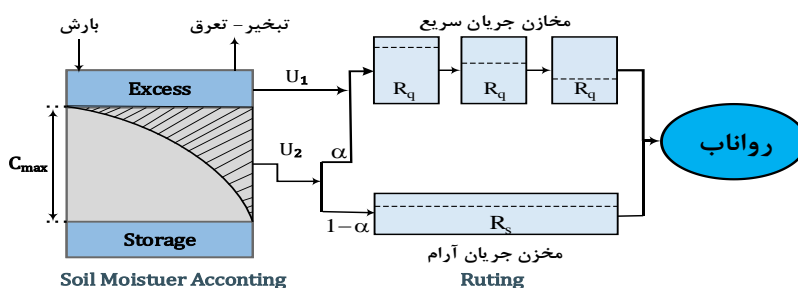 بارش
تبخیر - تعرق
مخازن جریان سریع
Excess
U1
Rq
Rq
Rq
Cmax
U2
α
رواناب
1-α
Rs
Storage
مخزن جریان آرام
Soil Moistuer Acconting
Ruting